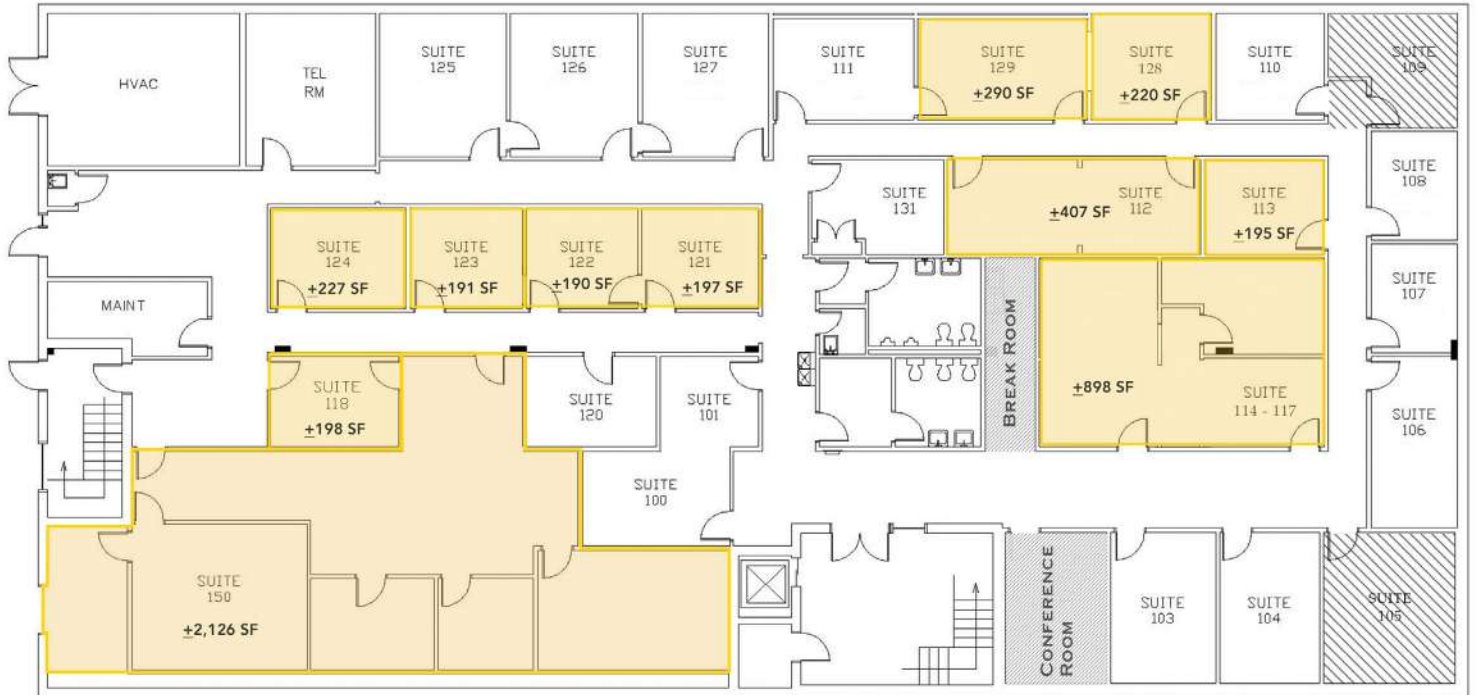 HVAC
TEL
RM
SUITE
125
SUITE
126
SUITE
127
SUITE
111
SUITE
129
+290 SF
SUITE
128
+220 SF
SUITE
110
SUITE
109
SUITE
108
SUITE
131
SUITE
112
+407 SF
SUITE
113
+195 SF
SUITE
124
+227 SF
SUITE
123
+191 SF
SUITE
122
+190 SF
SUITE
121
+197 SF
SUITE
107
MAINT
BREAK ROOM
+898 SF
SUITE
114 - 117
SUITE
106
SUITE
118
+198 SF
SUITE
120
SUITE
101
SUITE
100
SUITE
150
+2,126 SF
CONFERENCE
ROOM
SUITE
103
SUITE
104
SUITE
105